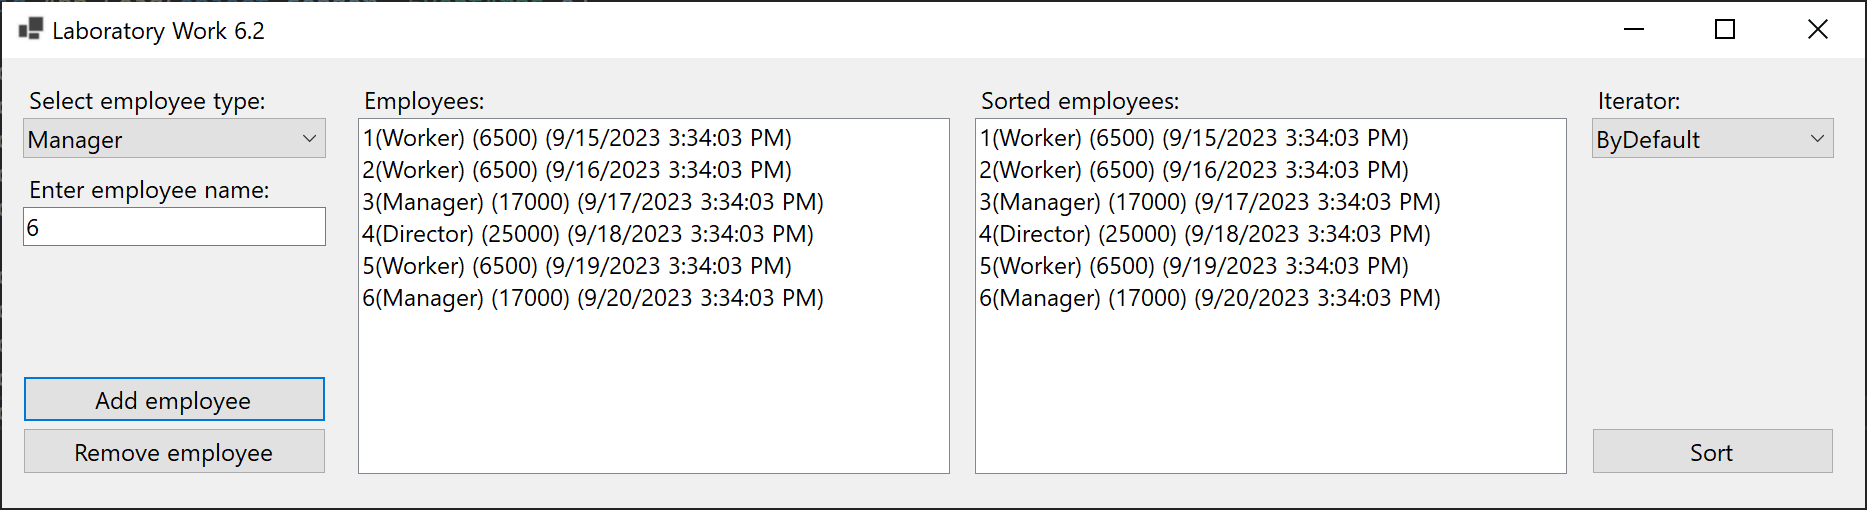 Laboratory Work 6.2
Select employee type:
Manager
Enter employee name:
6
Add employee
Remove employee
Employees:
1(Worker) (6500) (9/15/2023 3:34:03 PM)
2(Worker) (6500) (9/16/2023 3:34:03 PM)
3(Manager) (17000) (9/17/2023 3:34:03 PM)
4(Director) (25000) (9/18/2023 3:34:03 PM)
5(Worker) (6500) (9/19/2023 3:34:03 PM)
6(Manager) (17000) (9/20/2023 3:34:03 PM)
Sorted employees:
1(Worker) (6500) (9/15/2023 3:34:03 PM)
2(Worker) (6500) (9/16/2023 3:34:03 PM)
3(Manager) (17000) (9/17/2023 3:34:03 PM)
4(Director) (25000) (9/18/2023 3:34:03 PM)
5(Worker) (6500) (9/19/2023 3:34:03 PM)
6(Manager) (17000) (9/20/2023 3:34:03 PM)
Iterator:
ByDefault
Sort